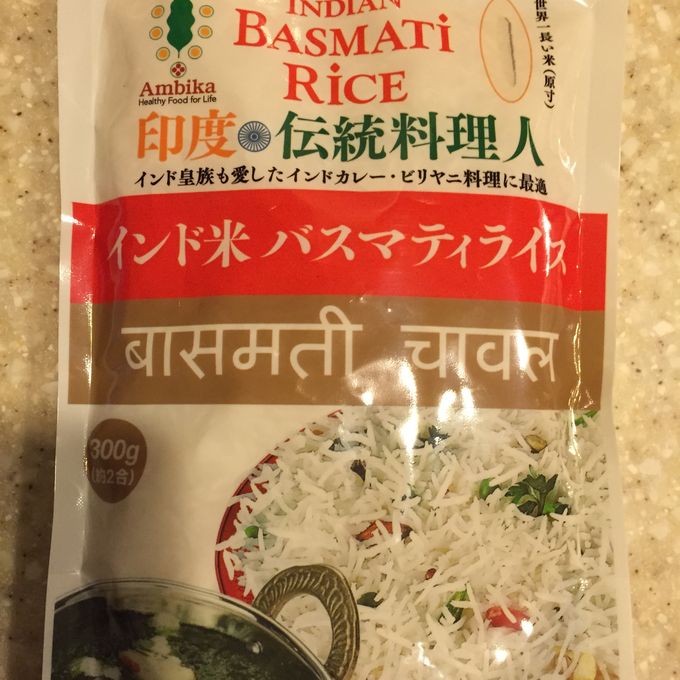 INDIAN
BASMATi
RiCE
Ambika
Healthy Food for Life
世界一長い米(原寸)
印度 伝統料理人
インド皇族も愛したインドカレー・ビリヤニ料理に最適
インド米 バスマティライス
बासमती चावल
300g
(約2合)